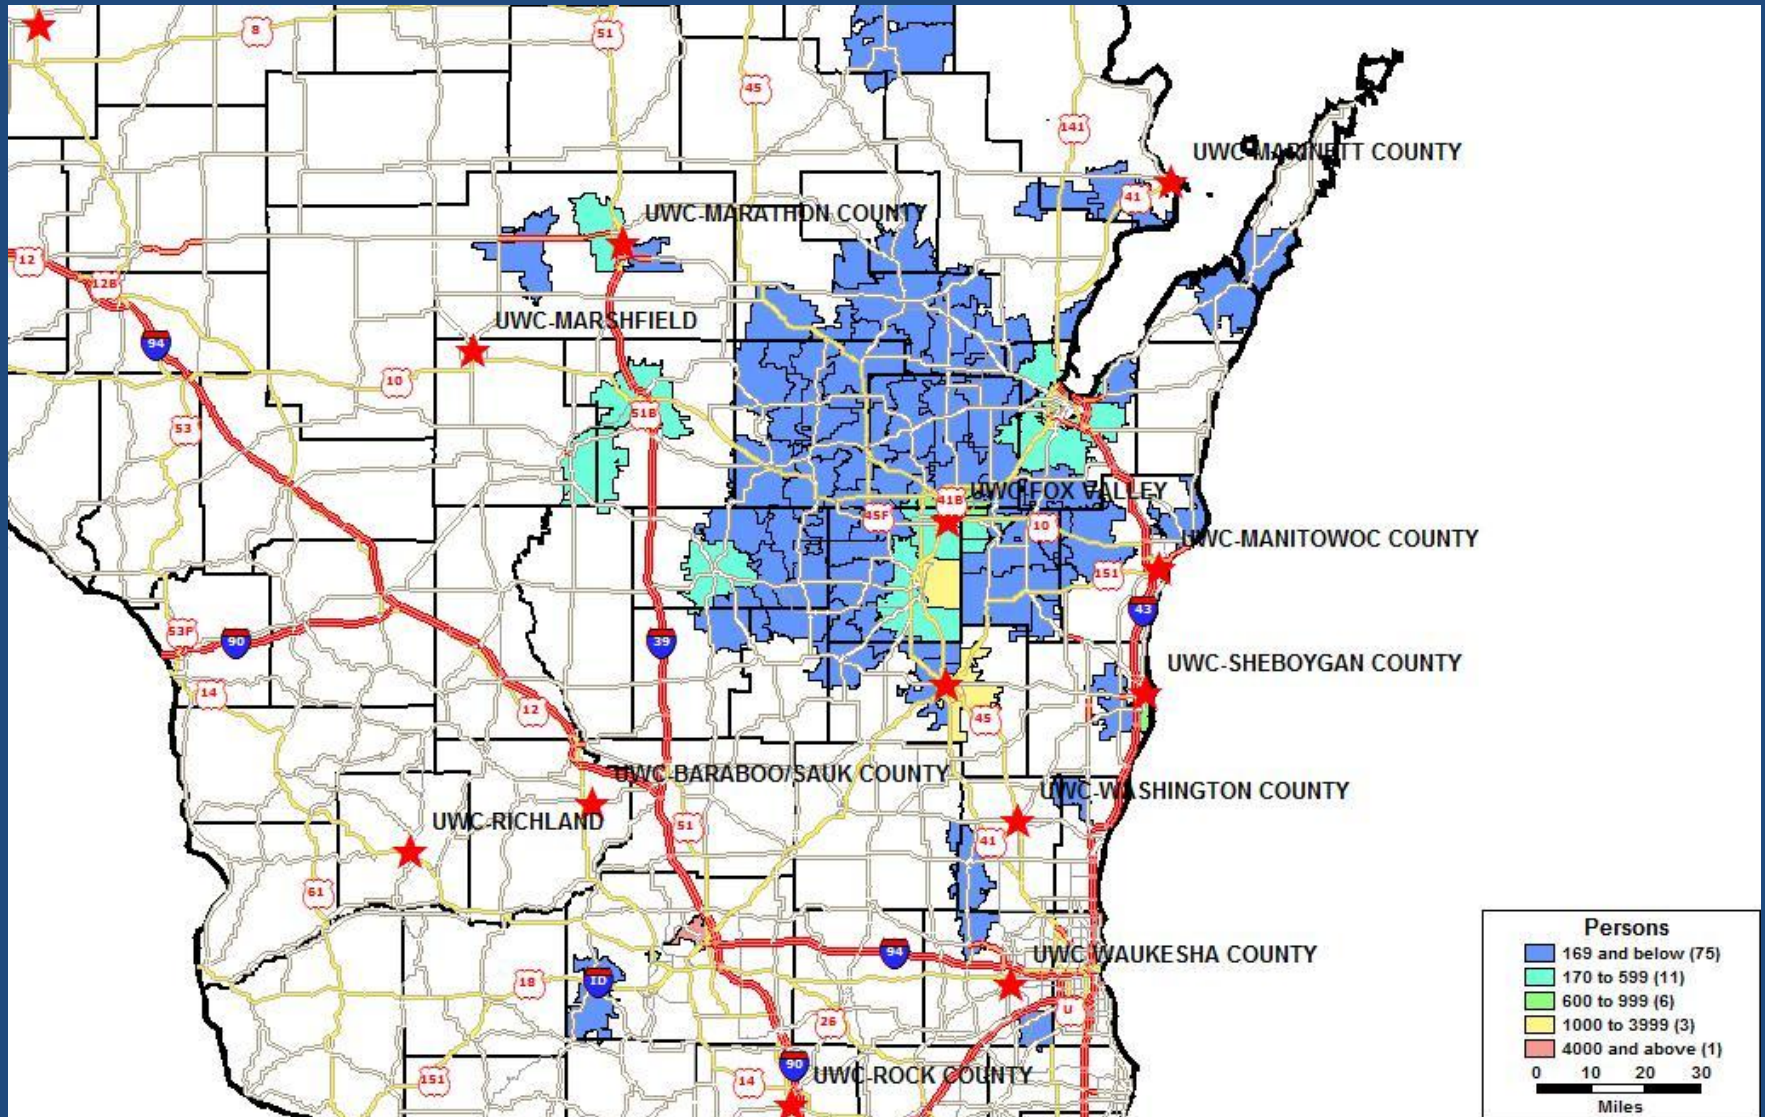 8
51
45
141
UWC-MARINETT COUNTY
41
UWC-MARATHON COUNTY
12
12B
UWC-MARSHFIELD
94
10
53
51B
UWC-FOX VALLEY
41B
45F
10
UWC-MANITOWOC COUNTY
151
43
53F
90
39
UWC-SHEBOYGAN COUNTY
14
12
45
UWC-BARABOO/SAUK COUNTY
UWC-WASHINGTON COUNTY
UWC-RICHLAND
51
41
61
94
UWC-WAUKESHA COUNTY
18
ID
26
U
90
UWC-ROCK COUNTY
151
14
Persons
169 and below (75)
170 to 599 (11)
600 to 999 (6)
1000 to 3999 (3)
4000 and above (1)
0 10 20 30
Miles